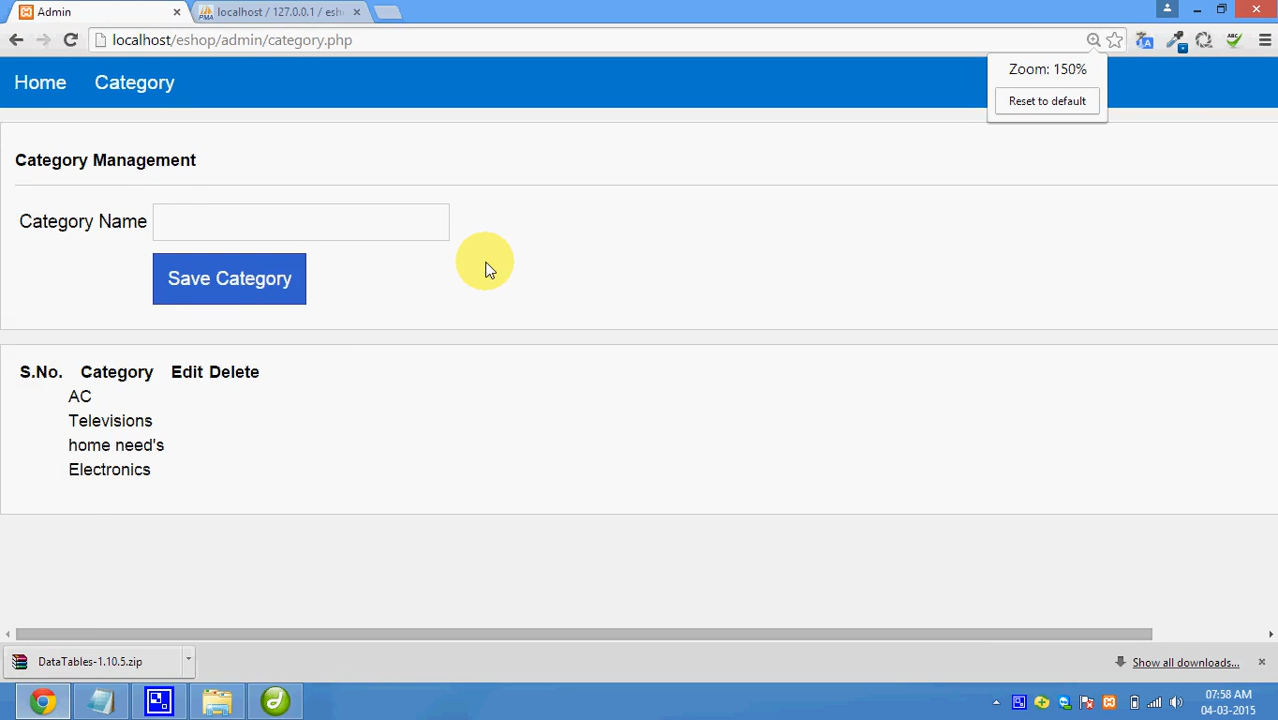 Admin
localhost / 127.0.0.1 / esh
localhost/eshop/admin/category.php
Home Category
Zoom: 150%
Reset to default
Category Management
Category Name
Save Category
S.No. Category Edit Delete
AC
Televisions
home need's
Electronics
DataTables-1.10.5.zip
Show all downloads...
07:58 AM
04-03-2015